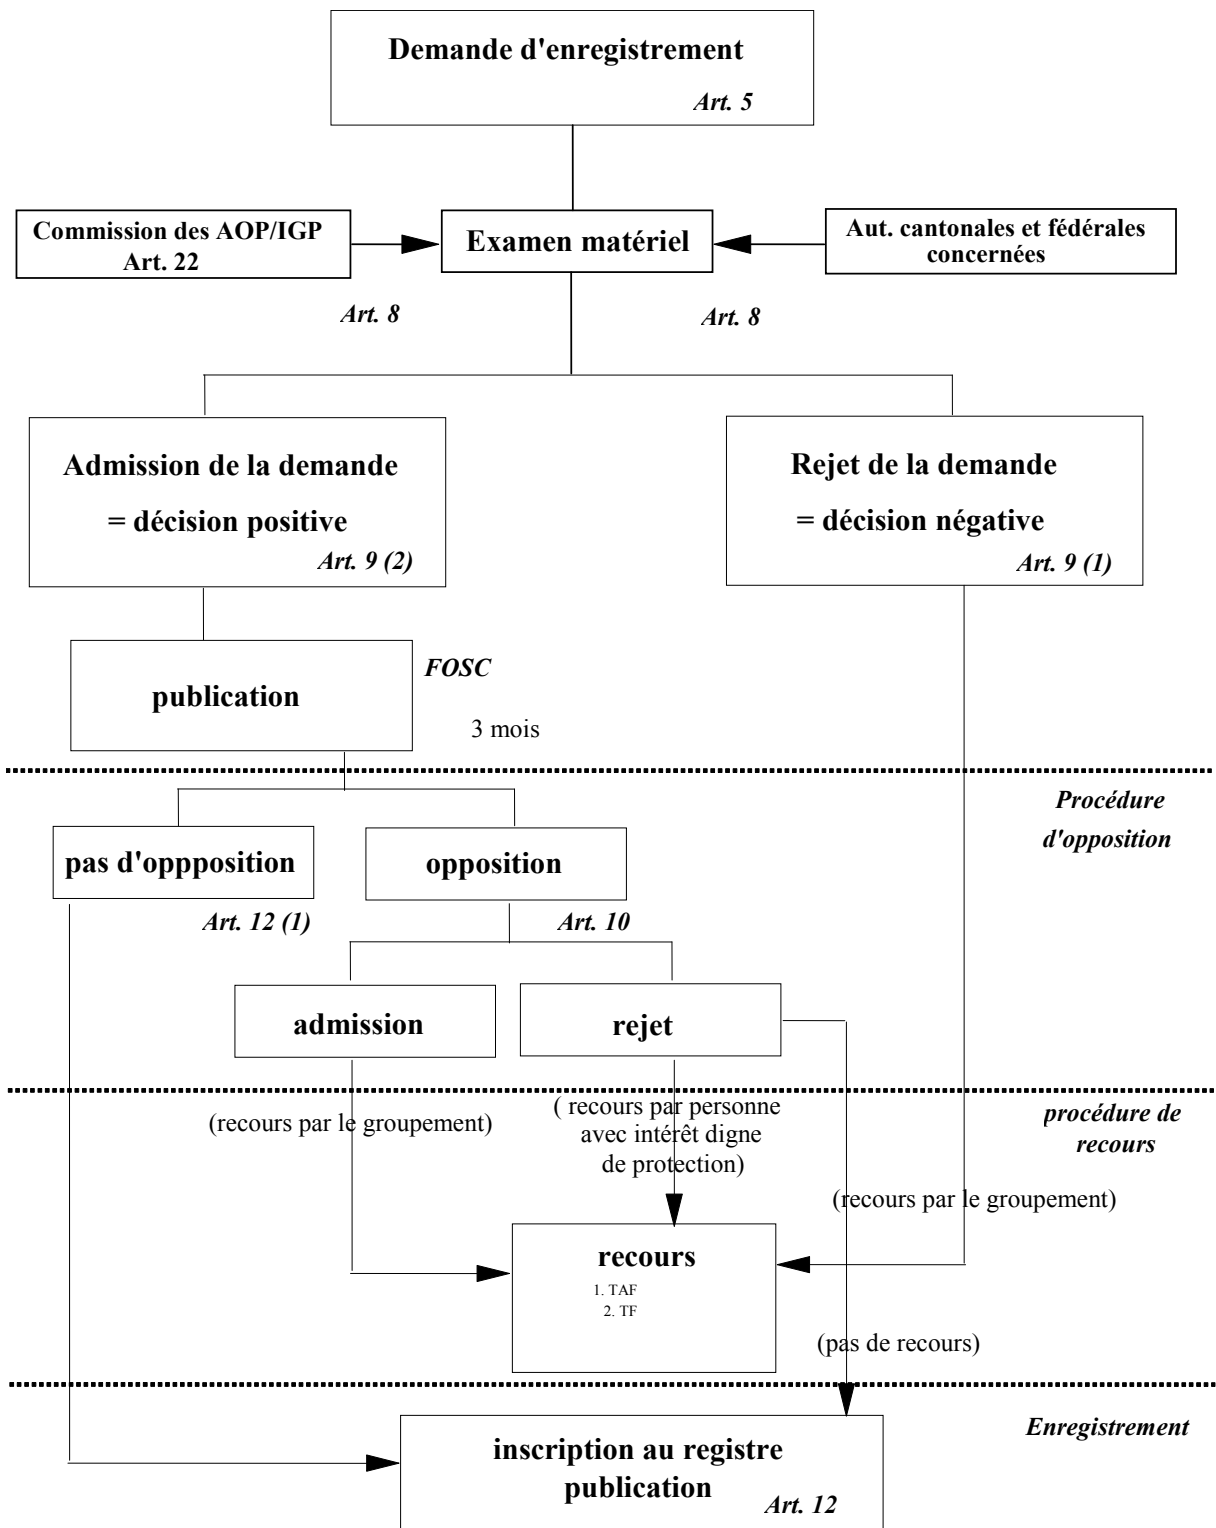 Demande d'enregistrement
Art. 5
Commission des AOP/IGP
Art. 22
Examen matériel
Aut. cantonales et fédérales
concernées
Art. 8
Art. 8
Admission de la demande
= décision positive
Art. 9 (2)
Rejet de la demande
= décision négative
Art. 9 (1)
publication
FOSC
3 mois
Procédure
d'opposition
pas d'oppposition
opposition
Art. 12 (1)
Art. 10
admission
rejet
(recours par le groupement)
( recours par personne
avec intérêt digne
de protection)
procédure de
recours
(recours par le groupement)
recours
1. TAF
2. TF
(pas de recours)
Enregistrement
inscription au registre
publication
Art. 12